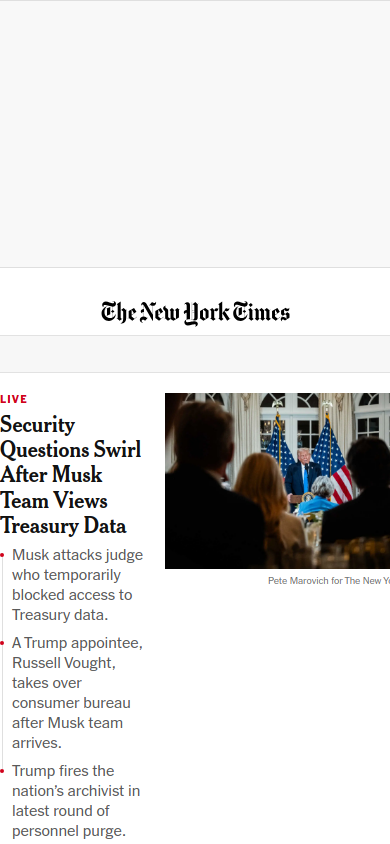 The New York Times
LIVE
Security
Questions Swirl
After Musk
Team Views
Treasury Data
Musk attacks judge
who temporarily
blocked access to
Treasury data.
A Trump appointee,
Russell Vought,
takes over
consumer bureau
after Musk team
arrives.
Trump fires the
nation's archivist in
latest round of
personnel purge.
Pete Marovich for The New Yo